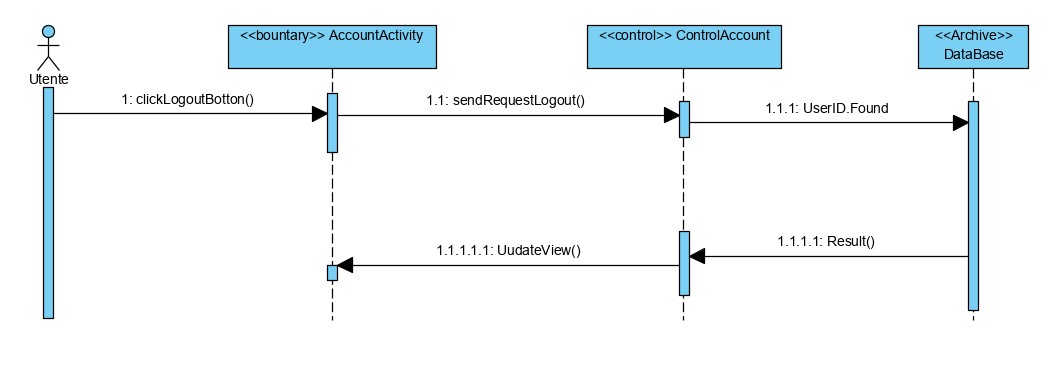 <<bountary>> AccountActivity
<<control>> ControlAccount
<<Archive>>
DataBase
Utente
1: clickLogoutBotton()
1.1: sendRequestLogout()
1.1.1: UserID.Found
1.1.1.1: Result()
1.1.1.1.1: UudateView()